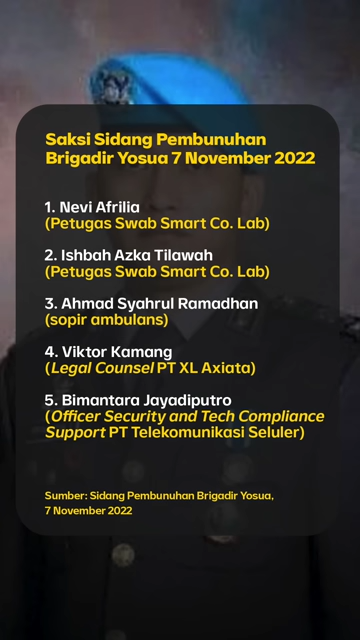 Saksi Sidang Pembunuhan
Brigadir Yosua 7 November 2022
1. Nevi Afrilia
(Petugas Swab Smart Co. Lab)
2. Ishbah Azka Tilawah
(Petugas Swab Smart Co. Lab)
3. Ahmad Syahrul Ramadhan
(sopir ambulans)
4. Viktor Kamang
(Legal Counsel PT XL Axiata)
5. Bimantara Jayadiputro
(Officer Security and Tech Compliance
Support PT Telekomunikasi Seluler)
Sumber: Sidang Pembunuhan Brigadir Yosua,
7 November 2022